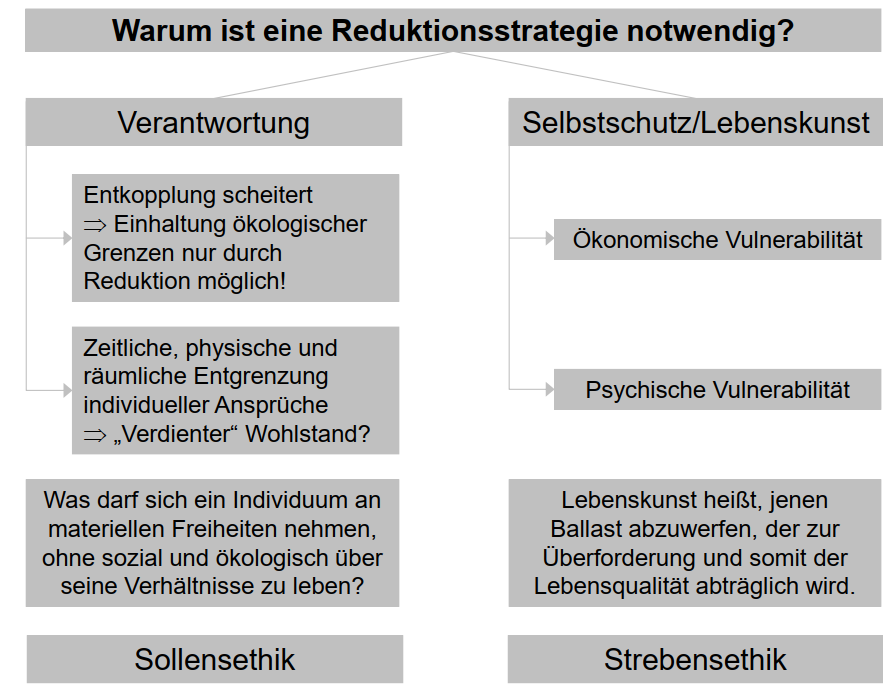 Warum ist eine Reduktionsstrategie notwendig?
Verantwortung
Entkopplung scheitert
⇒ Einhaltung ökologischer
Grenzen nur durch
Reduktion möglich!
Zeitliche, physische und
räumliche Entgrenzung
individueller Ansprüche
⇒ „Verdienter“ Wohlstand?
Was darf sich ein Individuum an
materiellen Freiheiten nehmen,
ohne sozial und ökologisch über
seine Verhältnisse zu leben?
Sollensethik
Selbstschutz/Lebenskunst
Ökonomische Vulnerabilität
Psychische Vulnerabilität
Lebenskunst heißt, jenen
Ballast abzuwerfen, der zur
Überforderung und somit der
Lebensqualität abträglich wird.
Strebensethik